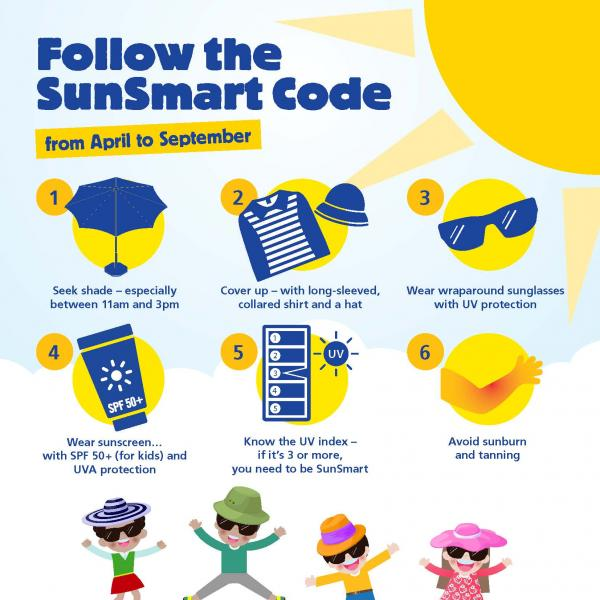 Follow the
SunSmart Code
from April to September
1
Seek shade – especially
between 11am and 3pm
2
Cover up – with long-sleeved,
collared shirt and a hat
3
Wear wraparound sunglasses
with UV protection
4
SPF 50+
Wear sunscreen...
with SPF 50+ (for kids) and
UVA protection
5
1
2
3
4
5
UV
Know the UV index –
if it's 3 or more,
you need to be SunSmart
6
Avoid sunburn
and tanning